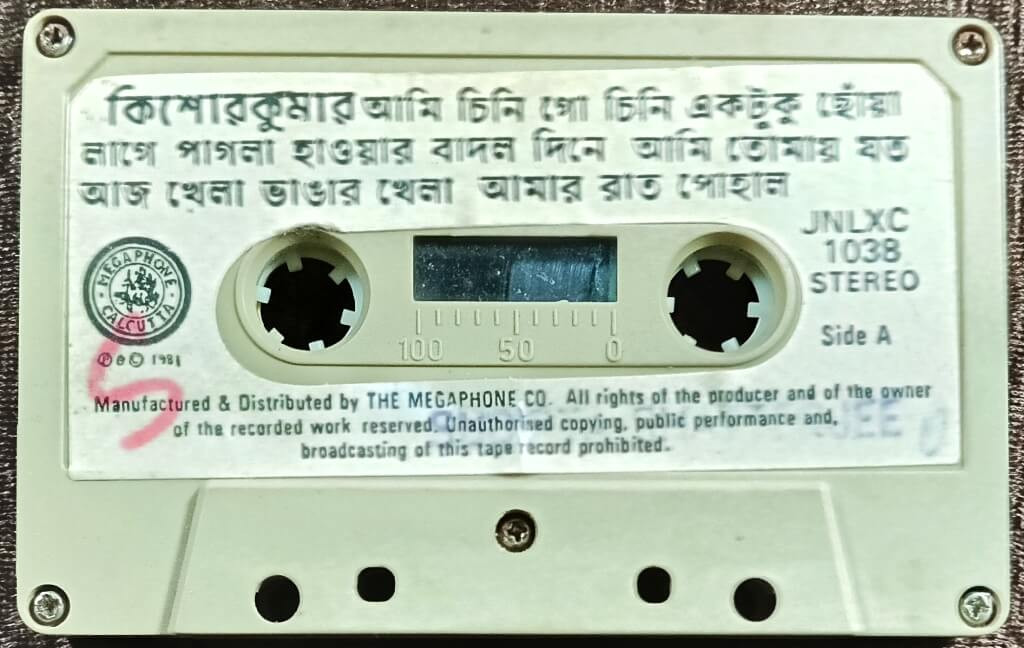 কিশোরকুমার আমি চিনি গো চিনি একটুকু ছোঁয়া
লাগে পাগলা হাওয়ার বাদল দিনে আমি তোমায় যত
আজ খেলা ভাঙার খেলা আমার রাত পোহাল
JNLXC
1038
STEREO
Side A
MEGAPHONE
CALCUTTA
Ⓟ & © 1981
5
100 50 0
Manufactured & Distributed by THE MEGAPHONE CO. All rights of the producer and of the owner
of the recorded work reserved. Unauthorised copying, public performance and,
broadcasting of this tape record prohibited.